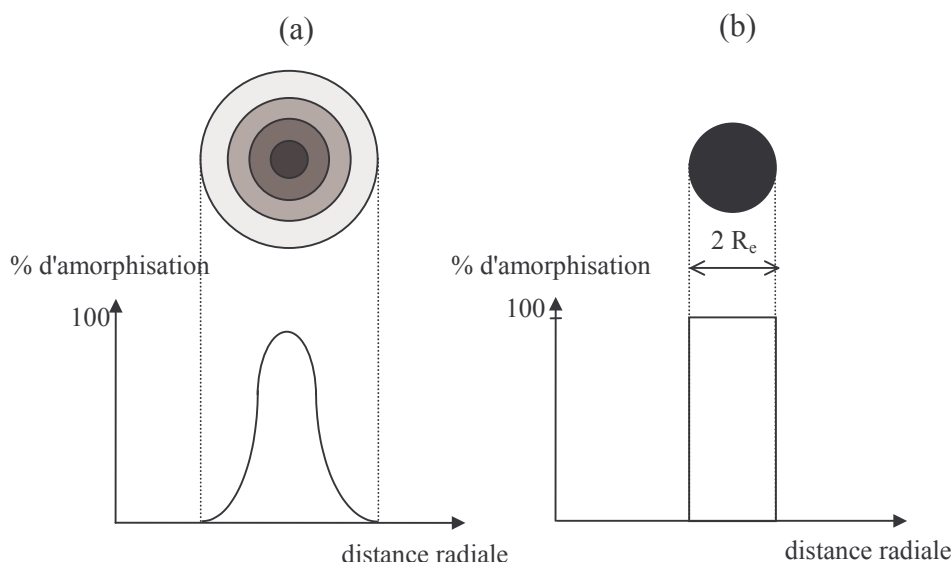 (a)
(b)
2 Rₑ
% d'amorphisation
% d'amorphisation
100
100
distance radiale
distance radiale